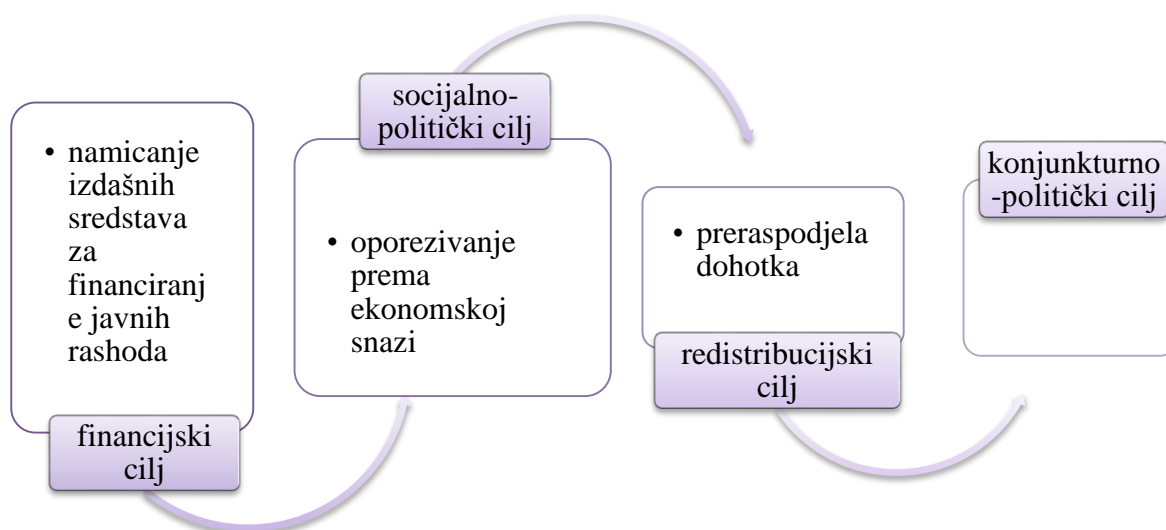 • namicanje
izdašnih
sredstava
za
financiranj
e javnih
rashoda
financijski
cilj
socijalno-
politički cilj
• oporezivanje
prema
ekonomskoj
snazi
• preraspodjela
dohotka
redistribucijski
cilj
konjunkturno
-politički cilj